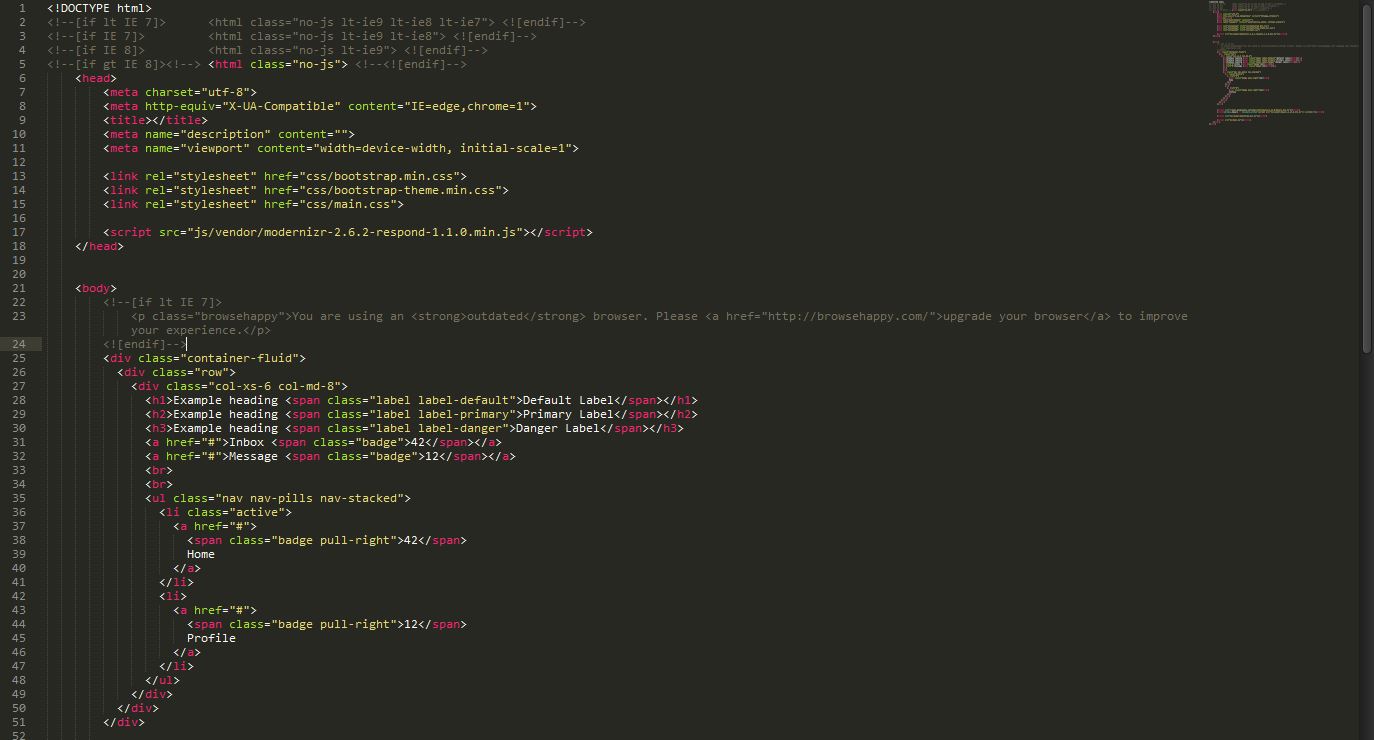 1 <!DOCTYPE html>
2 <!--[if lt IE 7]>      <html class="no-js lt-ie9 lt-ie8 lt-ie7"> <![endif]-->
3 <!--[if IE 7]>         <html class="no-js lt-ie9 lt-ie8"> <![endif]-->
4 <!--[if IE 8]>         <html class="no-js lt-ie9"> <![endif]-->
5 <!--[if gt IE 8]><!--> <html class="no-js"> <!--<![endif]-->
6     <head>
7         <meta charset="utf-8">
8         <meta http-equiv="X-UA-Compatible" content="IE=edge,chrome=1">
9         <title></title>
10         <meta name="description" content="">
11         <meta name="viewport" content="width=device-width, initial-scale=1">
12
13         <link rel="stylesheet" href="css/bootstrap.min.css">
14         <link rel="stylesheet" href="css/bootstrap-theme.min.css">
15         <link rel="stylesheet" href="css/main.css">
16
17         <script src="js/vendor/modernizr-2.6.2-respond-1.1.0.min.js"></script>
18     </head>
19
20
21     <body>
22         <!--[if lt IE 7]>
23             <p class="browsehappy">You are using an <strong>outdated</strong> browser. Please <a href="http://browsehappy.com/">upgrade your browser</a> to improve
            your experience.</p>
24         <![endif]-->
25         <div class="container-fluid">
26           <div class="row">
27             <div class="col-xs-6 col-md-8">
28               <h1>Example heading <span class="label label-default">Default Label</span></h1>
29               <h2>Example heading <span class="label label-primary">Primary Label</span></h2>
30               <h3>Example heading <span class="label label-danger">Danger Label</span></h3>
31               <a href="#">Inbox <span class="badge">42</span></a>
32               <a href="#">Message <span class="badge">12</span></a>
33               <br>
34               <br>
35               <ul class="nav nav-pills nav-stacked">
36                 <li class="active">
37                   <a href="#">
38                     <span class="badge pull-right">42</span>
39                     Home
40                   </a>
41                 </li>
42                 <li>
43                   <a href="#">
44                     <span class="badge pull-right">12</span>
45                     Profile
46                   </a>
47                 </li>
48               </ul>
49             </div>
50           </div>
51         </div>
52